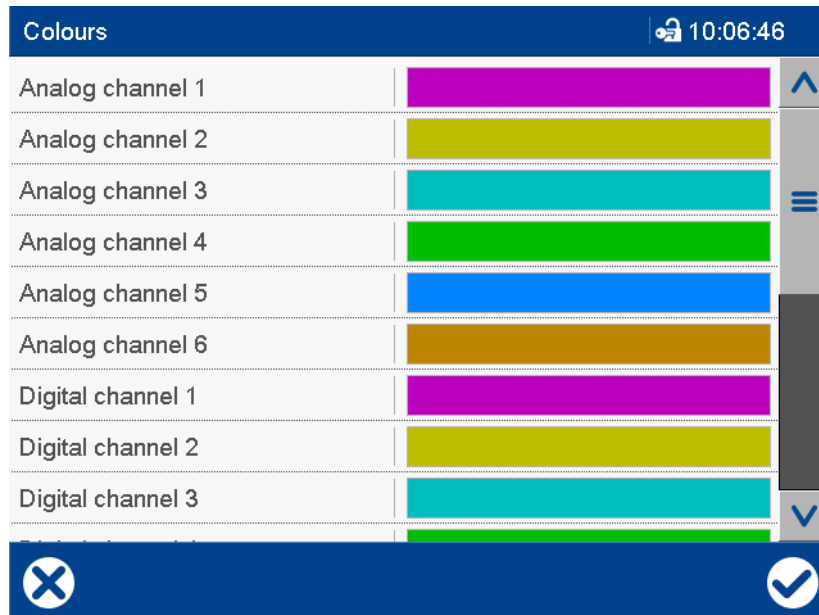 Colours
10:06:46
Analog channel 1
Analog channel 2
Analog channel 3
Analog channel 4
Analog channel 5
Analog channel 6
Digital channel 1
Digital channel 2
Digital channel 3